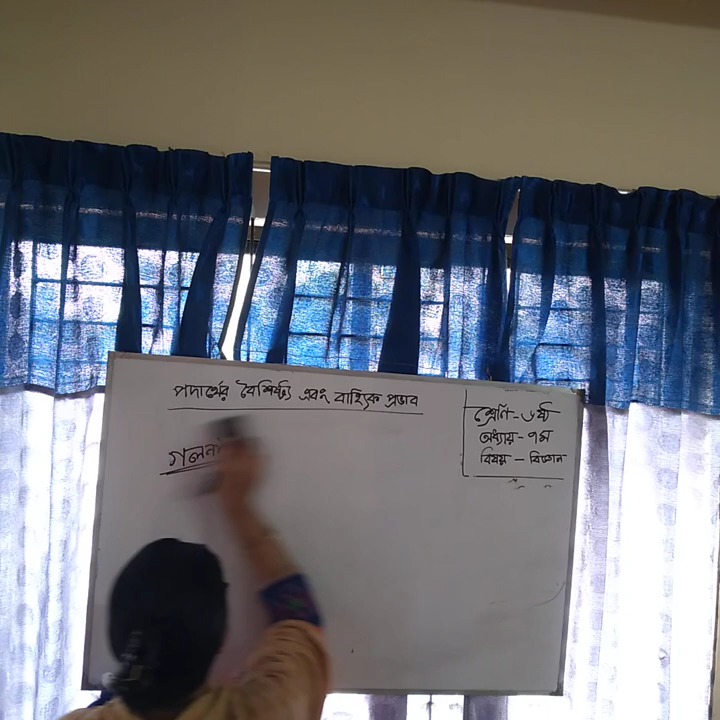 পদার্থের বৈশিষ্ট্য এবং বাহ্যিক প্রভাব
শ্রেণি - ৬ষ্ঠ
অধ্যায় - ৭ম
বিষয় - বিজ্ঞান